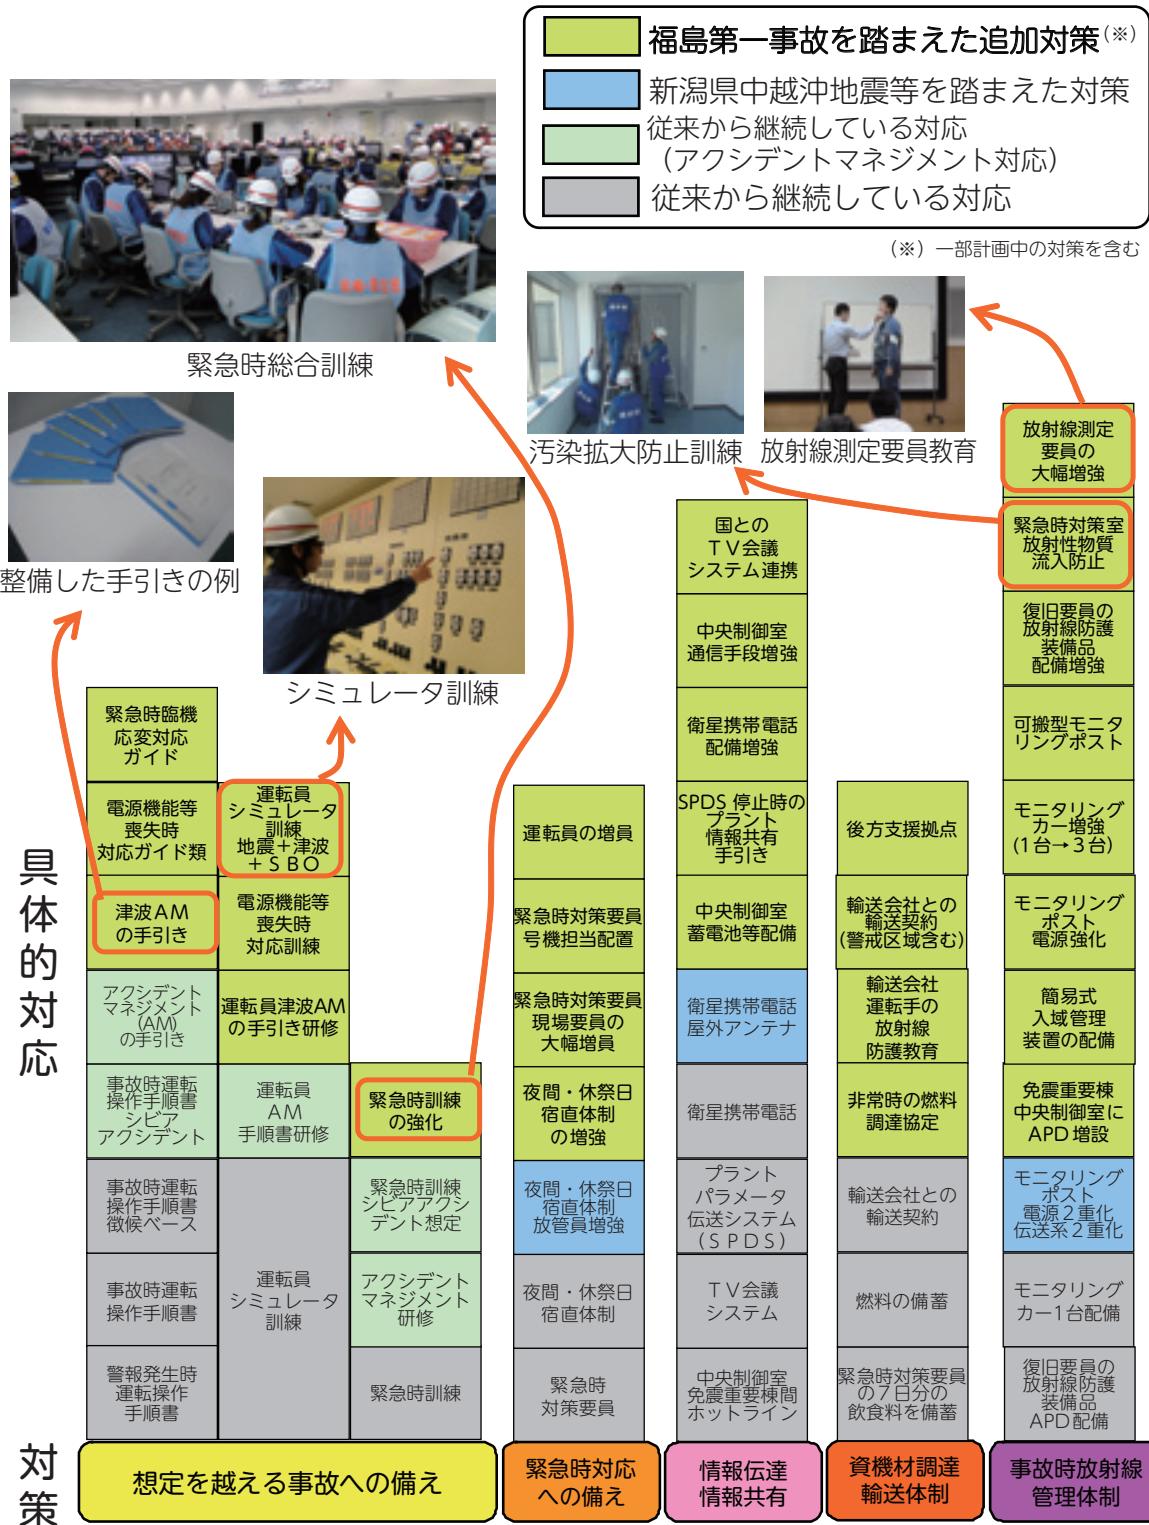 福島第一事故を踏まえた追加対策(※)
新潟県中越沖地震等を踏まえた対策
従来から継続している対応
(アクシデントマネジメント対応)
従来から継続している対応
(※)一部計画中の対策を含む
緊急時総合訓練
汚染拡大防止訓練
放射線測定要員教育
整備した手引きの例
シミュレータ訓練
具体的対応
緊急時臨機
応変対応
ガイド
電源機能等
喪失時
対応ガイド類
津波AM
の手引き
アクシデント
マネジメント
(AM)
の手引き
事故時運転
操作手順書
シビア
アクシデント
事故時運転
操作手順書
徴候ベース
事故時運転
操作手順書
警報発生時
運転操作
手順書
運転員
シミュレータ
訓練
地震+津波
+SBO
電源機能等
喪失時
対応訓練
運転員津波AM
の手引き研修
運転員
AM
手順書研修
運転員
シミュレータ
訓練
緊急時訓練
の強化
緊急時訓練
シビアアクシ
デント想定
アクシデント
マネジメント
研修
緊急時訓練
運転員の増員
緊急時対策要員
号機担当配置
緊急時対策要員
現場要員の
大幅増員
夜間・休祭日
宿直体制
の増強
夜間・休祭日
宿直体制
放管員増強
夜間・休祭日
宿直体制
緊急時
対策要員
国との
TV会議
システム連携
中央制御室
通信手段増強
衛星携帯電話
配備増強
SPDS 停止時の
プラント
情報共有
手引き
中央制御室
蓄電池等配備
衛星携帯電話
屋外アンテナ
衛星携帯電話
プラント
パラメータ
伝送システム
(SPDS)
TV会議
システム
中央制御室
免震重要棟間
ホットライン
後方支援拠点
輸送会社との
輸送契約
(警戒区域含む)
輸送会社
運転手の
放射線
防護教育
非常時の燃料
調達協定
輸送会社との
輸送契約
燃料の備蓄
緊急時対策要員
の7日分の
飲食料を備蓄
放射線測定
要員の
大幅増強
緊急時対策室
放射性物質
流入防止
復旧要員の
放射線防護
装備品
配備増強
可搬型モニタ
リングポスト
モニタリング
カー増強
(1台→3台)
モニタリング
ポスト
電源強化
簡易式
入域管理
装置の配備
免震重要棟
中央制御室に
APD増設
モニタリング
ポスト
電源2重化
伝送系2重化
モニタリング
カー1台配備
復旧要員の
放射線防護
装備品
APD配備
対策
想定を越える事故への備え
緊急時対応
への備え
情報伝達
情報共有
資機材調達
輸送体制
事故時放射線
管理体制